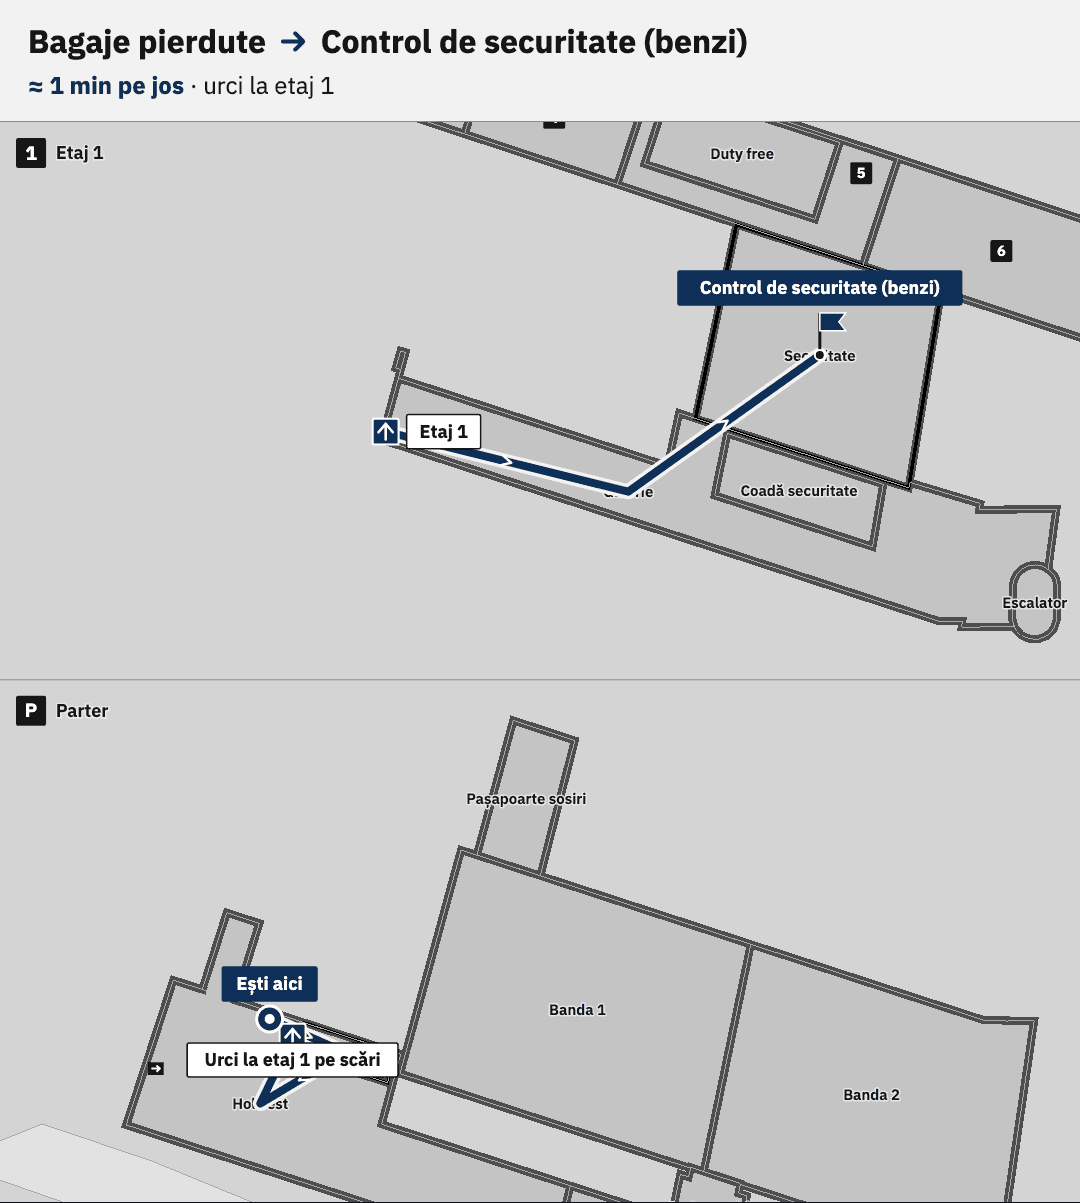 Bagaje pierdute → Control de securitate (benzi)
≈ 1 min pe jos · urci la etaj 1
1 Etaj 1
Duty free
5
6
Control de securitate (benzi)
Etaj 1
Coadă securitate
Escalator
P Parter
Pașapoarte sosiri
Ești aici
Banda 1
Urci la etaj 1 pe scări
Banda 2